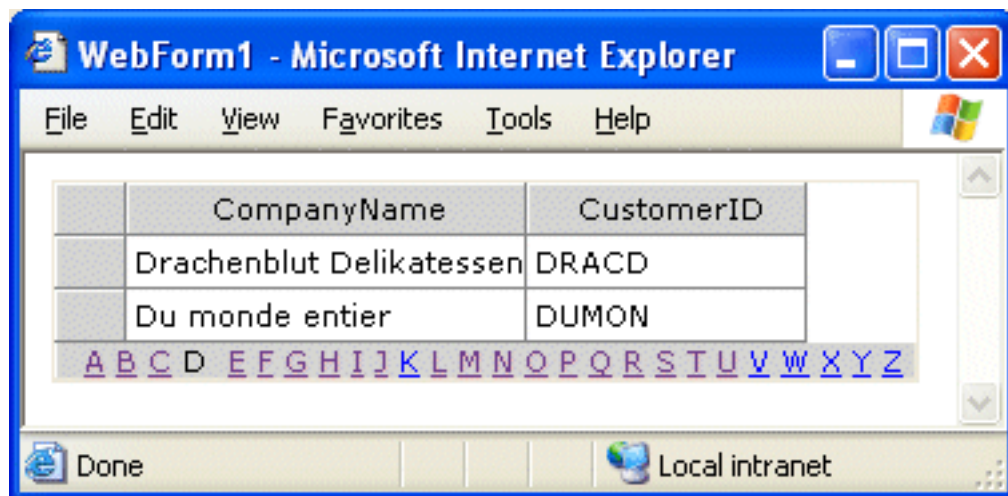 WebForm1 - Microsoft Internet Explorer
File Edit View Favorites Tools Help
CompanyName CustomerID
Drachenblut Delikatessen DRACD
Du monde entier DUMON
A B C D E F G H I J K L M N O P Q R S T U V W X Y Z
Done Local intranet